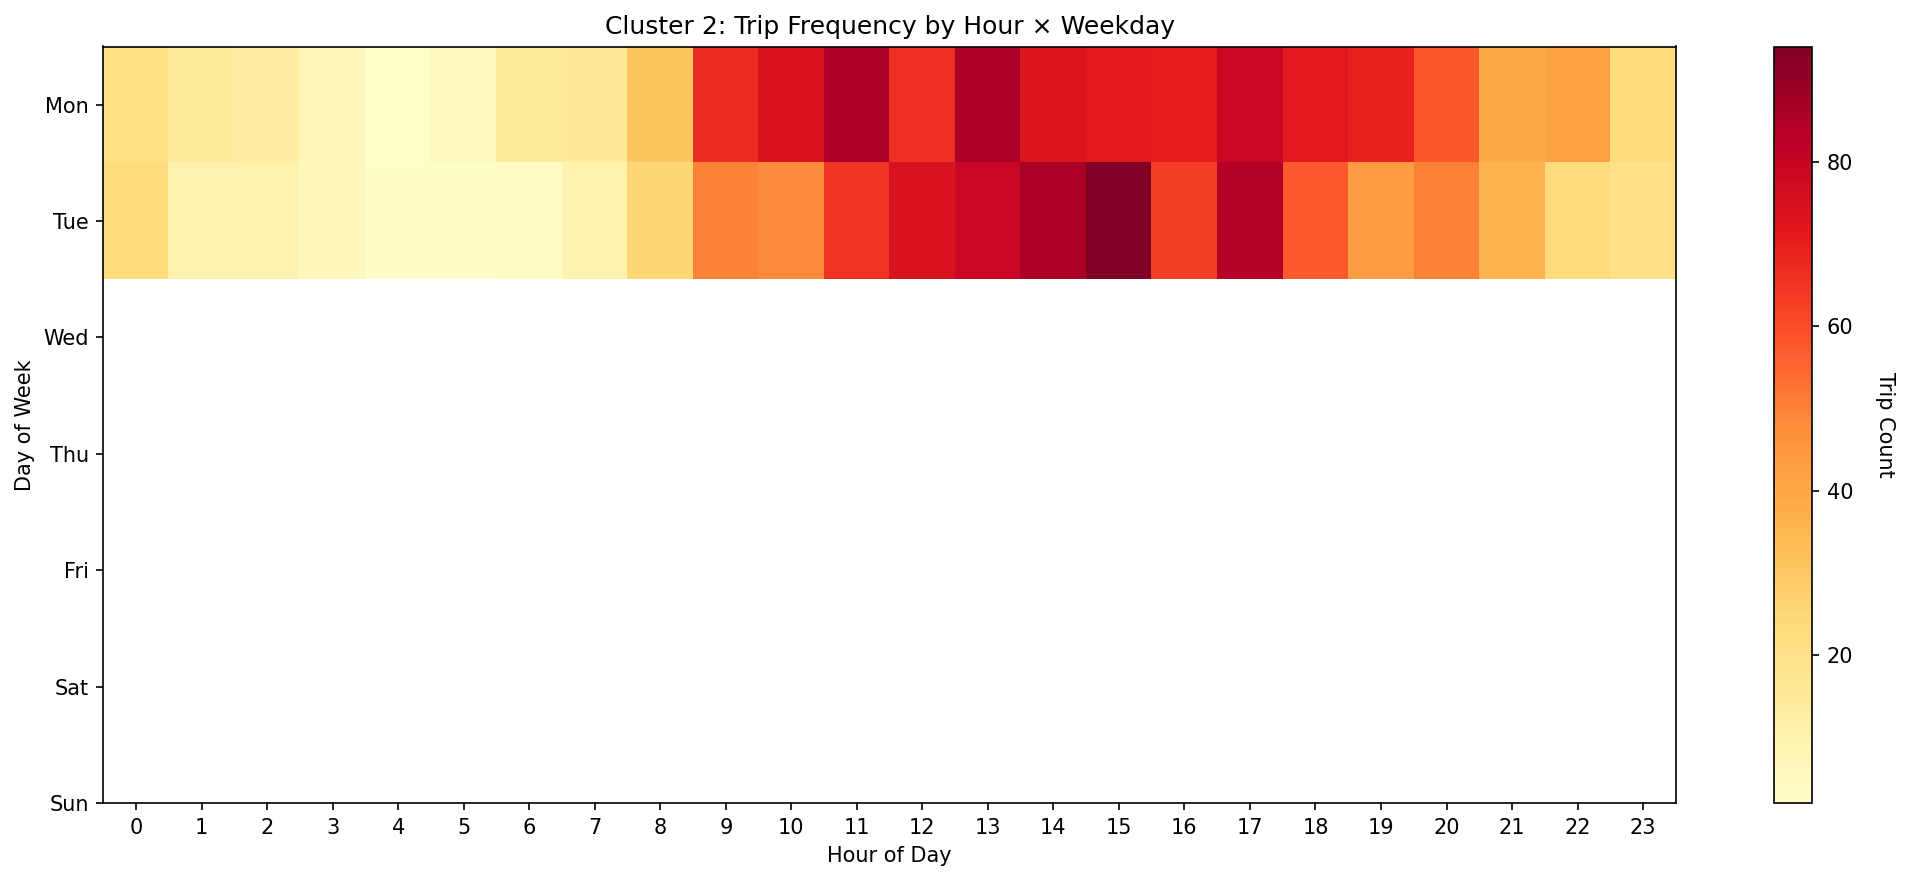 Cluster 2: Trip Frequency by Hour × Weekday
Day of Week
Mon
Tue
Wed
Thu
Fri
Sat
Sun
0 1 2 3 4 5 6 7 8 9 10 11 12 13 14 15 16 17 18 19 20 21 22 23
Hour of Day
80
60
40
20
Trip Count